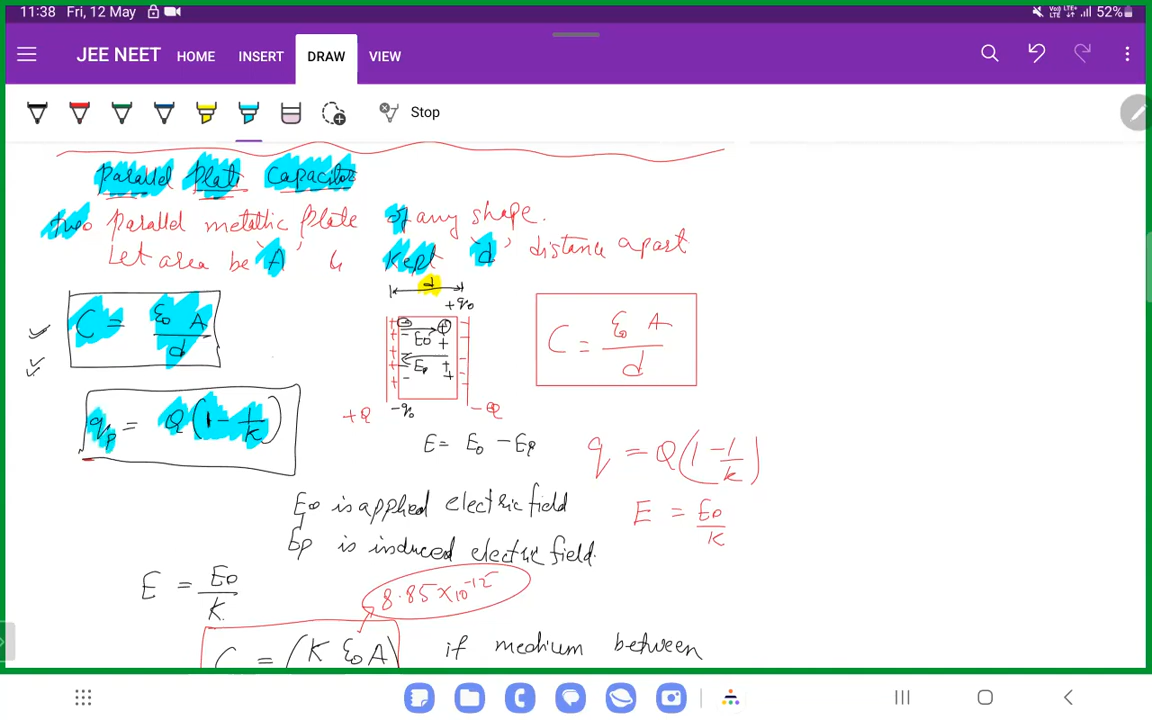 11:38 Fri, 12 May
52%
JEE NEET HOME INSERT DRAW VIEW
Stop
Parallel Plate Capacitor
two Parallel metallic Plate of any shape.
Let area be 'A' & kept 'd' distance apart
d
+q₀
C = ε₀ A / d
E₀
Ep
+Q -q₀ -Q
C = ε₀ A / d
qp = Q(1 - 1/k)
E = E₀ - Ep
q = Q(1 - 1/k)
E₀ is applied electric field
E = E₀/K
Ep is induced electric field.
E = E₀/K
8.85 × 10⁻¹²
C = (K ε₀ A) if medium between